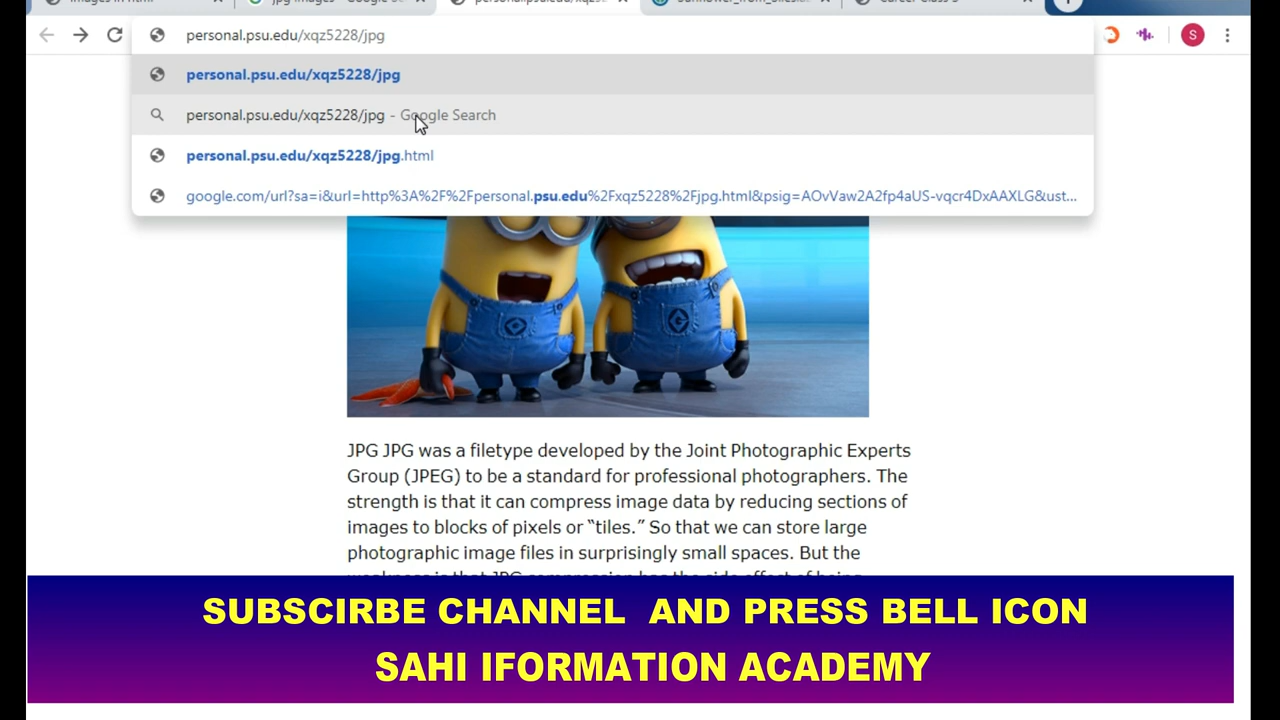 personal.psu.edu/xqz5228/jpg
personal.psu.edu/xqz5228/jpg
personal.psu.edu/xqz5228/jpg - Google Search
personal.psu.edu/xqz5228/jpg.html
google.com/url?sa=i&url=http%3A%2F%2Fpersonal.psu.edu%2Fxqz5228%2Fjpg.html&psig=AOvVaw2A2fp4aUS-vqcr4DxAAXLG&ust...
S
JPG JPG was a filetype developed by the Joint Photographic Experts
Group (JPEG) to be a standard for professional photographers. The
strength is that it can compress image data by reducing sections of
images to blocks of pixels or “tiles.” So that we can store large
photographic image files in surprisingly small spaces. But the
SUBSCIRBE CHANNEL AND PRESS BELL ICON
SAHI IFORMATION ACADEMY